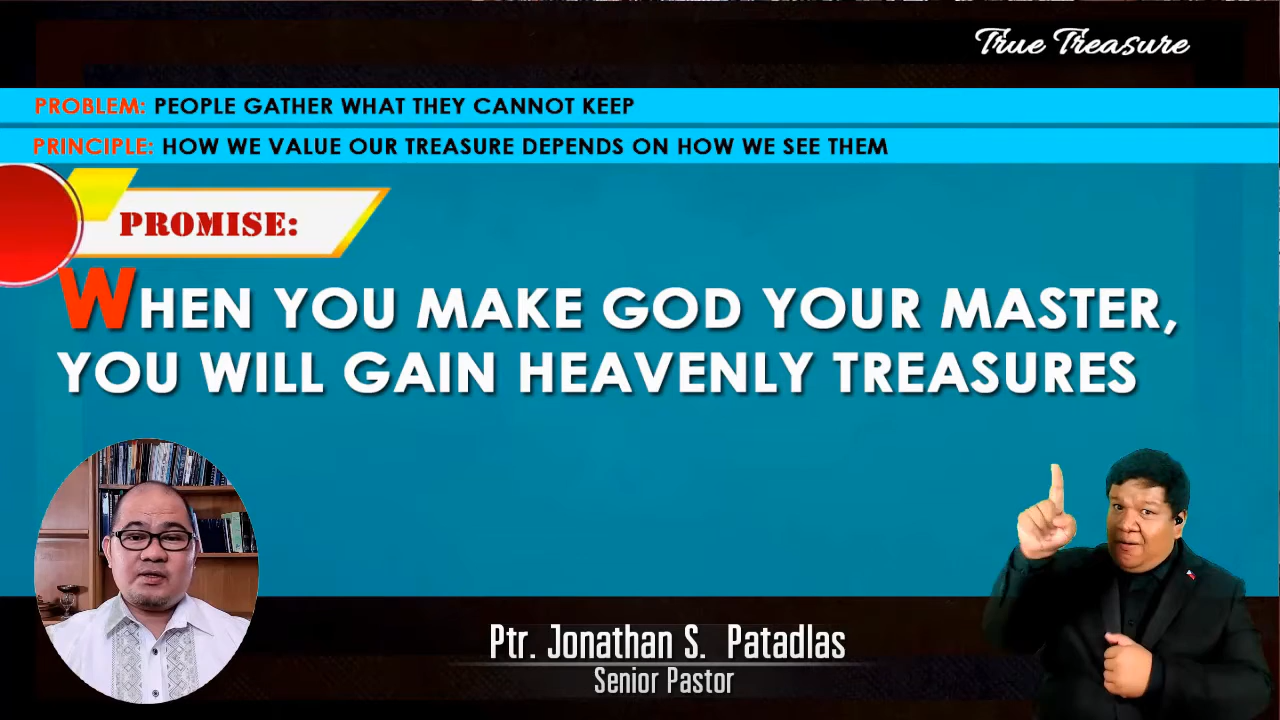 True Treasure
PROBLEM: PEOPLE GATHER WHAT THEY CANNOT KEEP
PRINCIPLE: HOW WE VALUE OUR TREASURE DEPENDS ON HOW WE SEE THEM
PROMISE:
WHEN YOU MAKE GOD YOUR MASTER,
YOU WILL GAIN HEAVENLY TREASURES
Ptr. Jonathan S. Patadlas
Senior Pastor